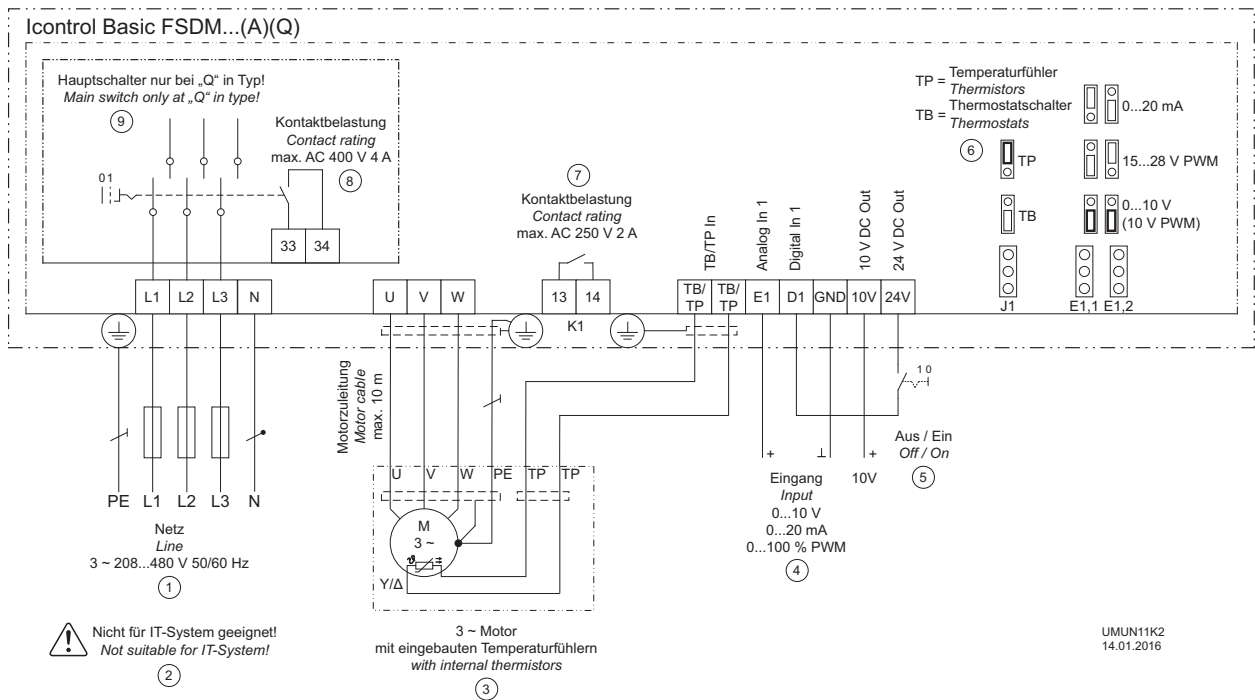 Icontrol Basic FSDM...(A)(Q)
Hauptschalter nur bei „Q“ in Typ!
Main switch only at „Q“ in type!
9
Kontaktbelastung
Contact rating
max. AC 400 V 4 A
8
0 1
33 34
7
Kontaktbelastung
Contact rating
max. AC 250 V 2 A
TB/TP In
Analog In 1
Digital In 1
10 V DC Out
24 V DC Out
TP = Temperaturfühler
Thermistors
TB = Thermostatschalter
Thermostats
6
TP
TB
J1
0...20 mA
15...28 V PWM
0...10 V
(10 V PWM)
E1,1 E1,2
L1 L2 L3 N
U V W
13 14
K1
TB/TP TB/TP E1 D1 GND 10V 24V
Motorzuleitung
Motor cable
max. 10 m
1 0
Aus / Ein
Off / On
5
PE L1 L2 L3 N
Netz
Line
3 ~ 208...480 V 50/60 Hz
1
U V W PE TP TP
M
3 ~
ϑ
Y/Δ
+ ⊥ +
10V
Eingang
Input
0...10 V
0...20 mA
0...100 % PWM
4
Nicht für IT-System geeignet!
Not suitable for IT-System!
2
3 ~ Motor
mit eingebauten Temperaturfühlern
with internal thermistors
3
UMUN11K2
14.01.2016